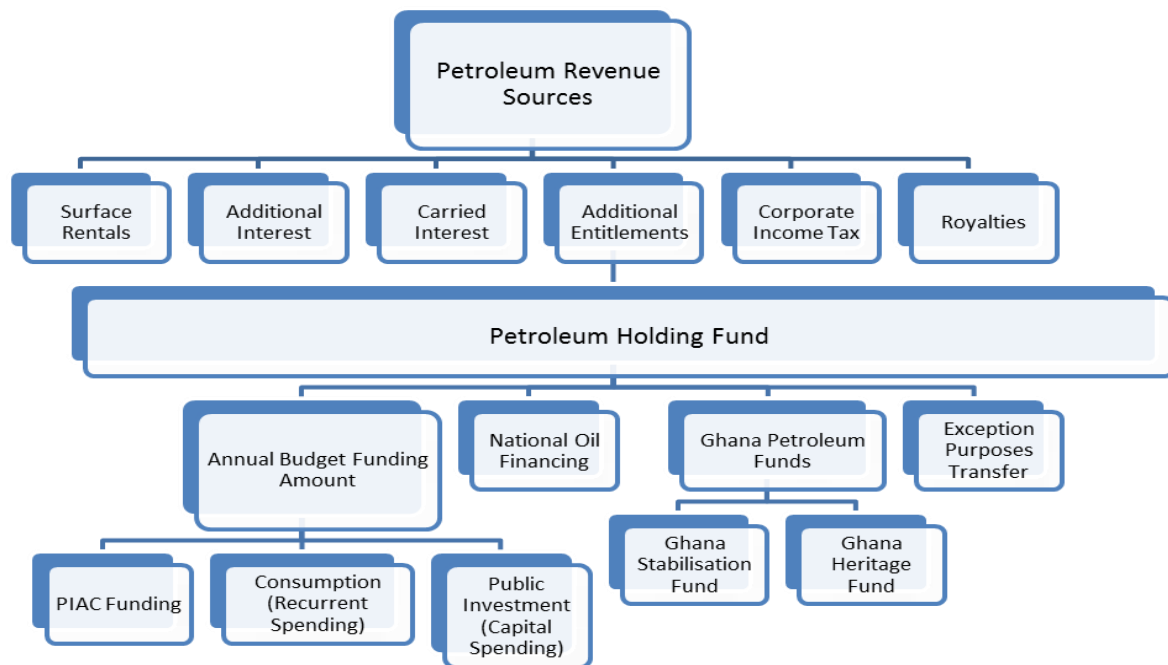 Petroleum Revenue
Sources
Surface
Rentals
Additional
Interest
Carried
Interest
Additional
Entitlements
Corporate
Income Tax
Royalties
Petroleum Holding Fund
Annual Budget Funding
Amount
National Oil
Financing
Ghana Petroleum
Funds
Exception
Purposes
Transfer
PIAC Funding
Consumption
(Recurrent
Spending)
Public
Investment
(Capital
Spending)
Ghana
Stabilisation
Fund
Ghana
Heritage
Fund